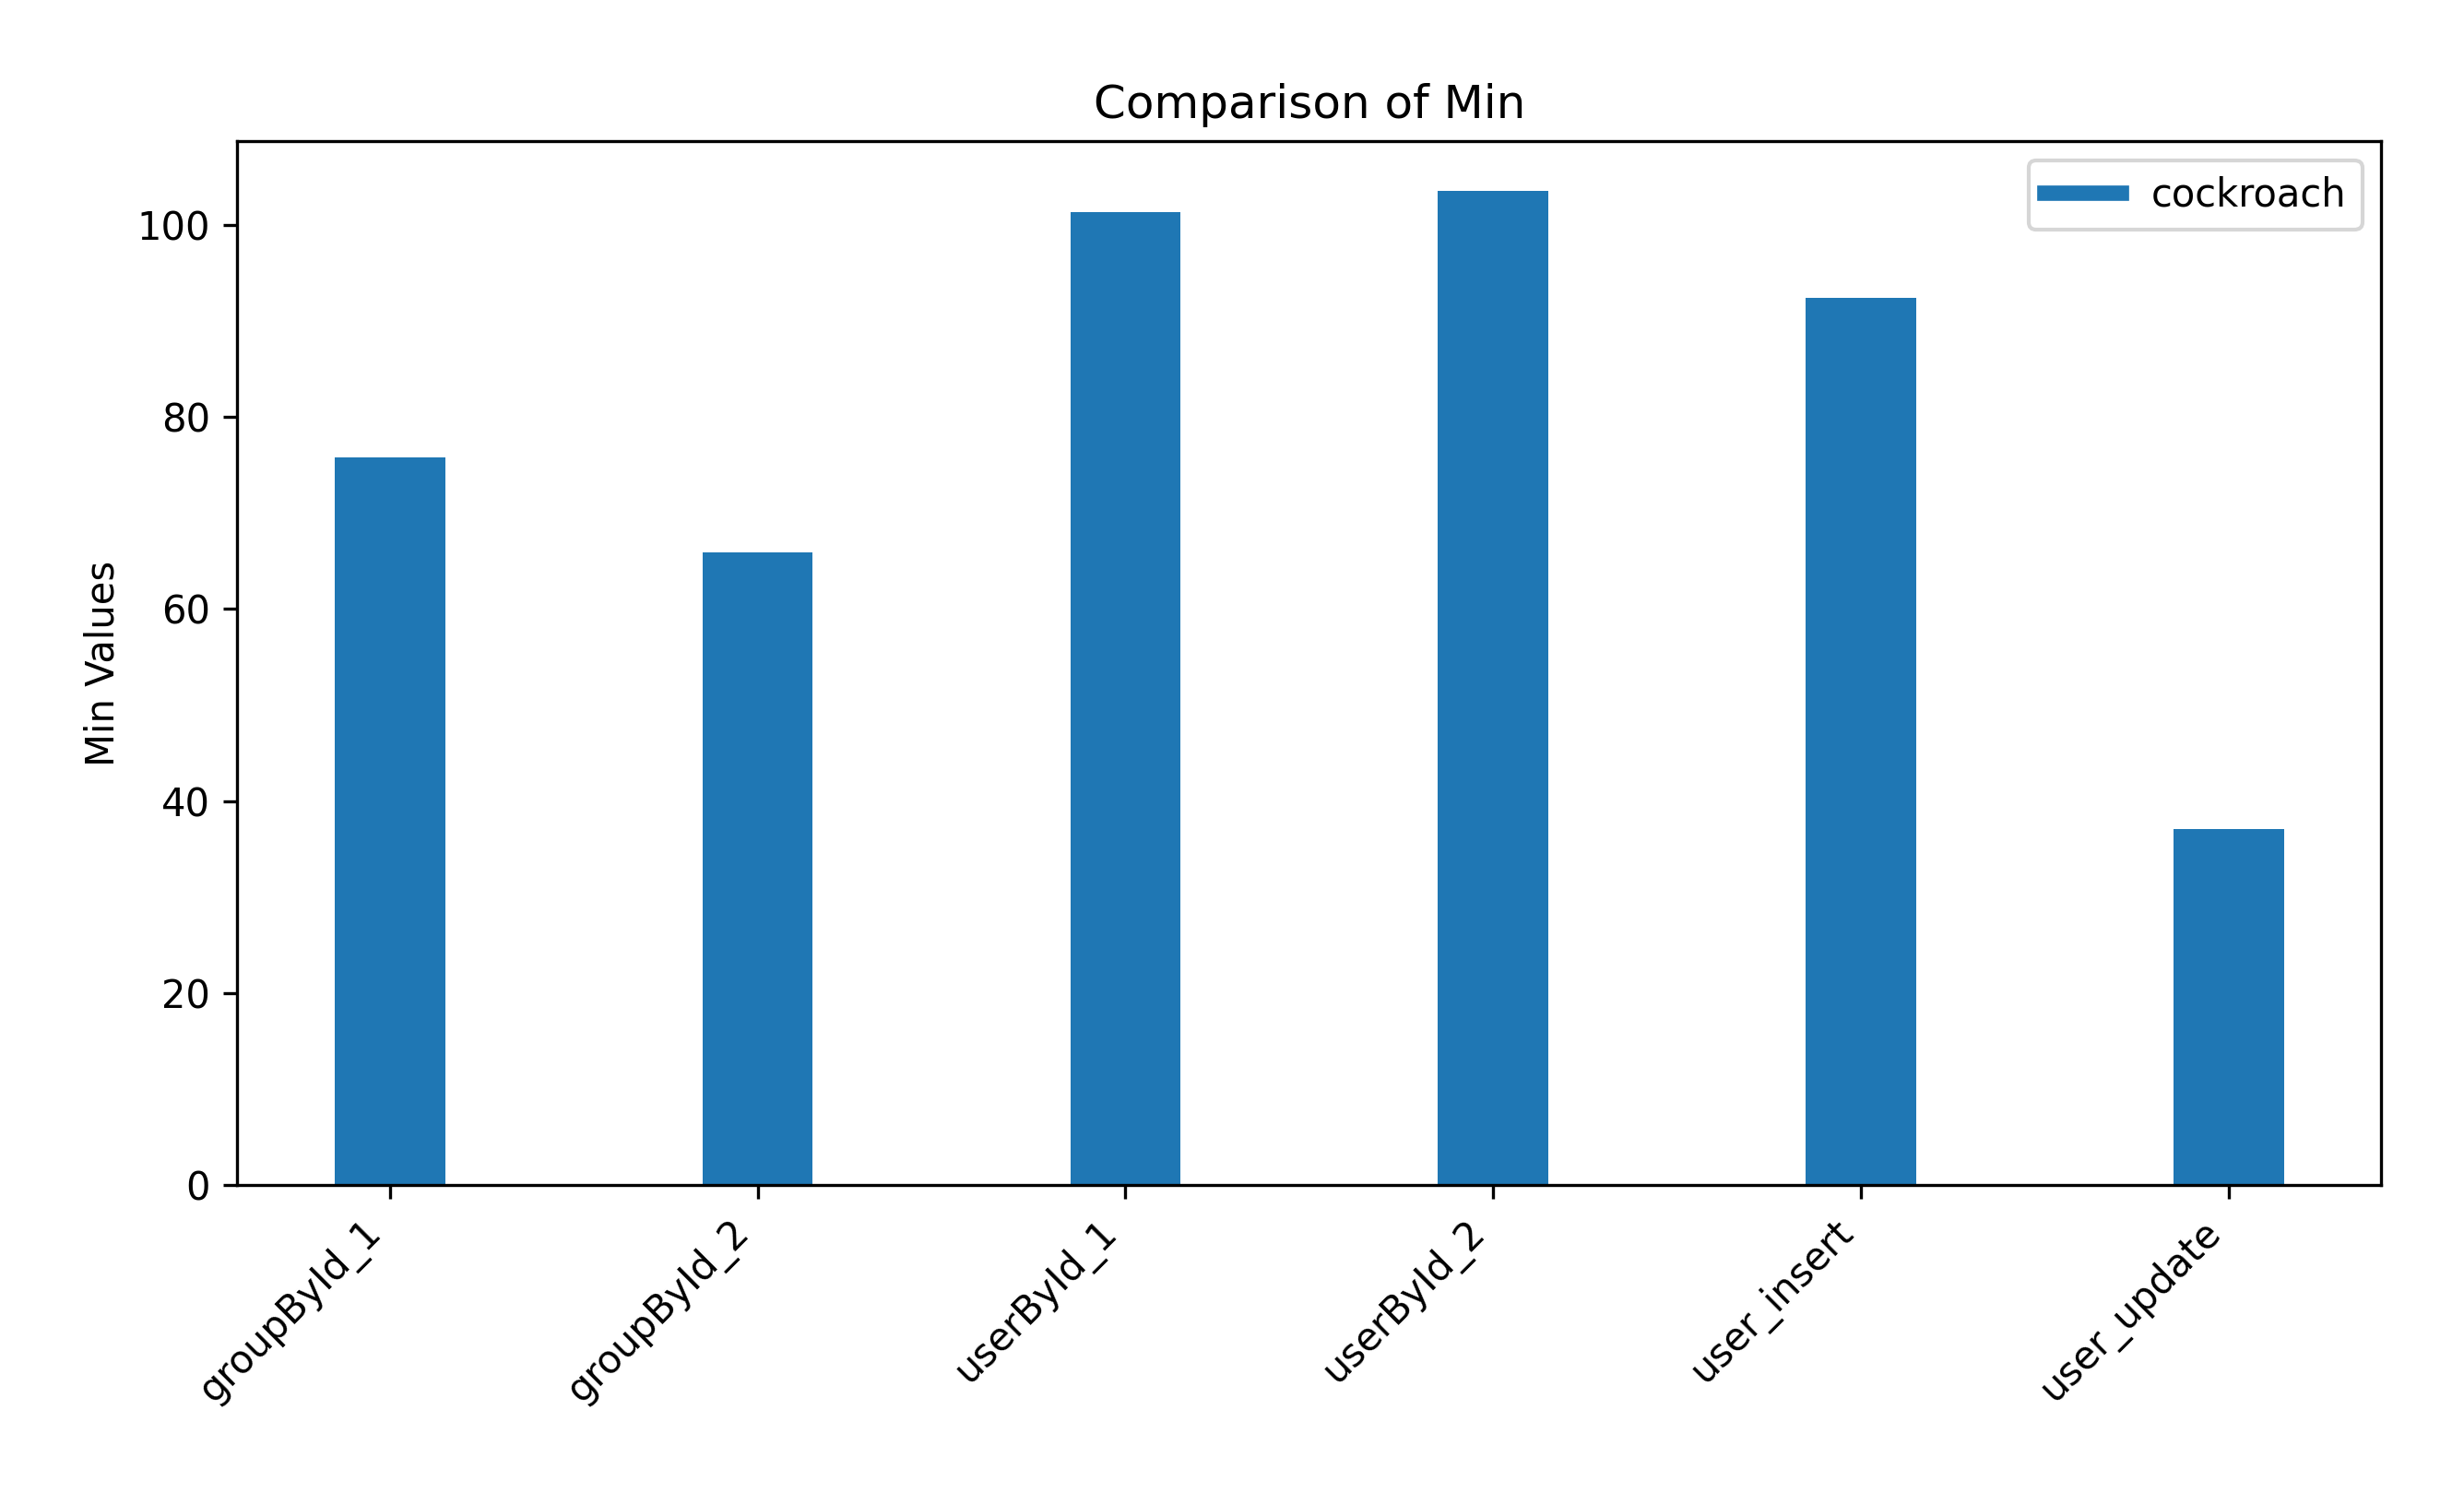 Comparison of Min
cockroach
Min Values
100
80
60
40
20
0
groupById_1
groupById_2
userById_1
userById_2
user_insert
user_update